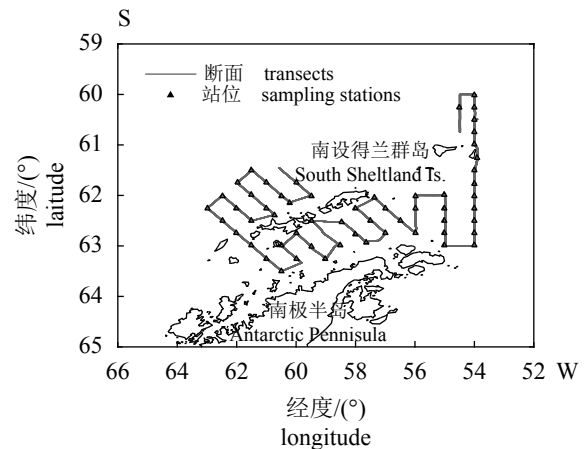 S
59
断面 transects
站位 sampling stations
60
61
南设得兰群岛
South Sheltland Is.
62
63
64
南极半岛
Antarctic Pennisula
65
纬度/(°)
laitude
66 64 62 60 58 56 54 52 W
经度/(°)
longitude